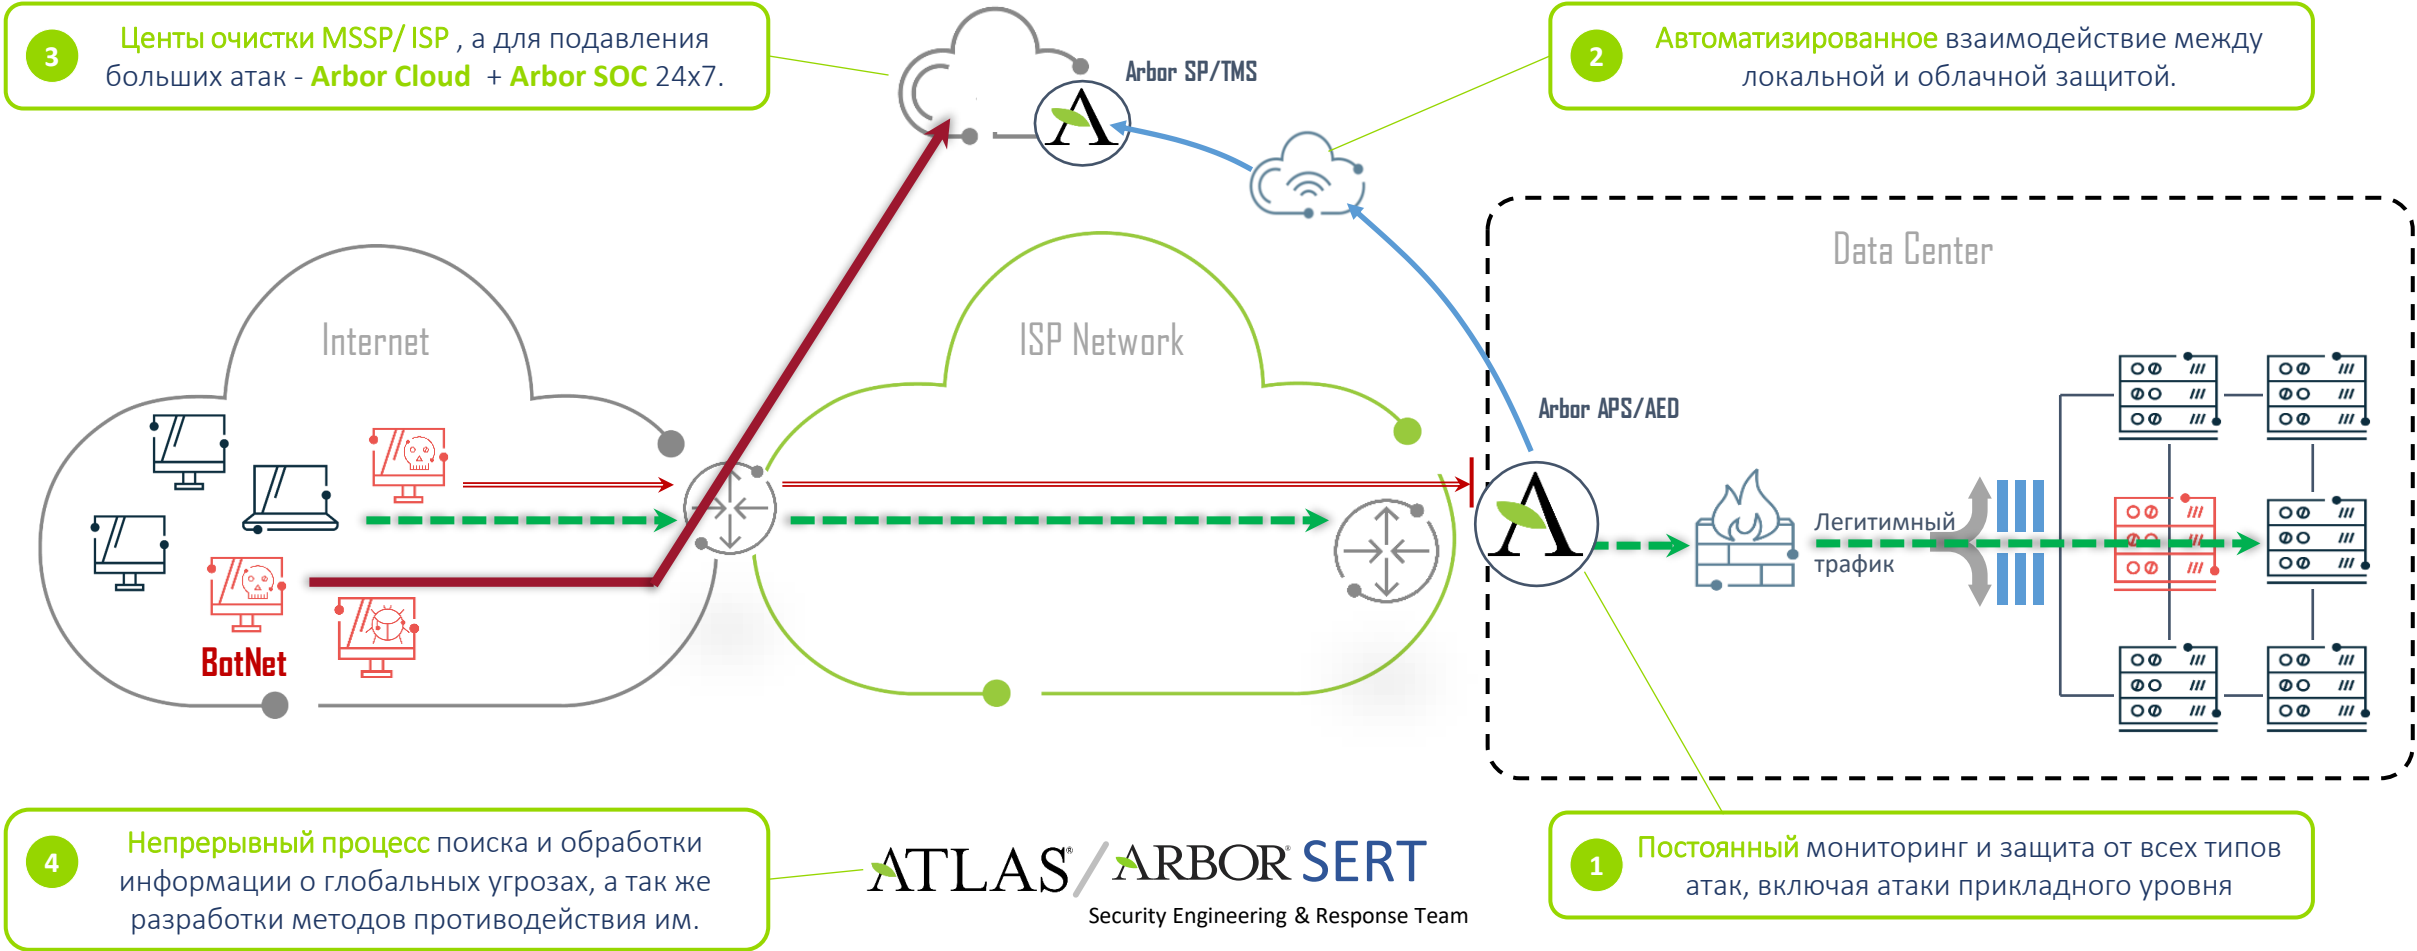 3
Центы очистки MSSP/ ISP , а для подавления
больших атак - Arbor Cloud + Arbor SOC 24x7.
Arbor SP/TMS
2
Автоматизированное взаимодействие между
локальной и облачной защитой.
Data Center
Internet
ISP Network
Arbor APS/AED
Легитимный
трафик
BotNet
4
Непрерывный процесс поиска и обработки
информации о глобальных угрозах, а так же
разработки методов противодействия им.
ATLAS® / ARBOR® SERT
Security Engineering & Response Team
1
Постоянный мониторинг и защита от всех типов
атак, включая атаки прикладного уровня